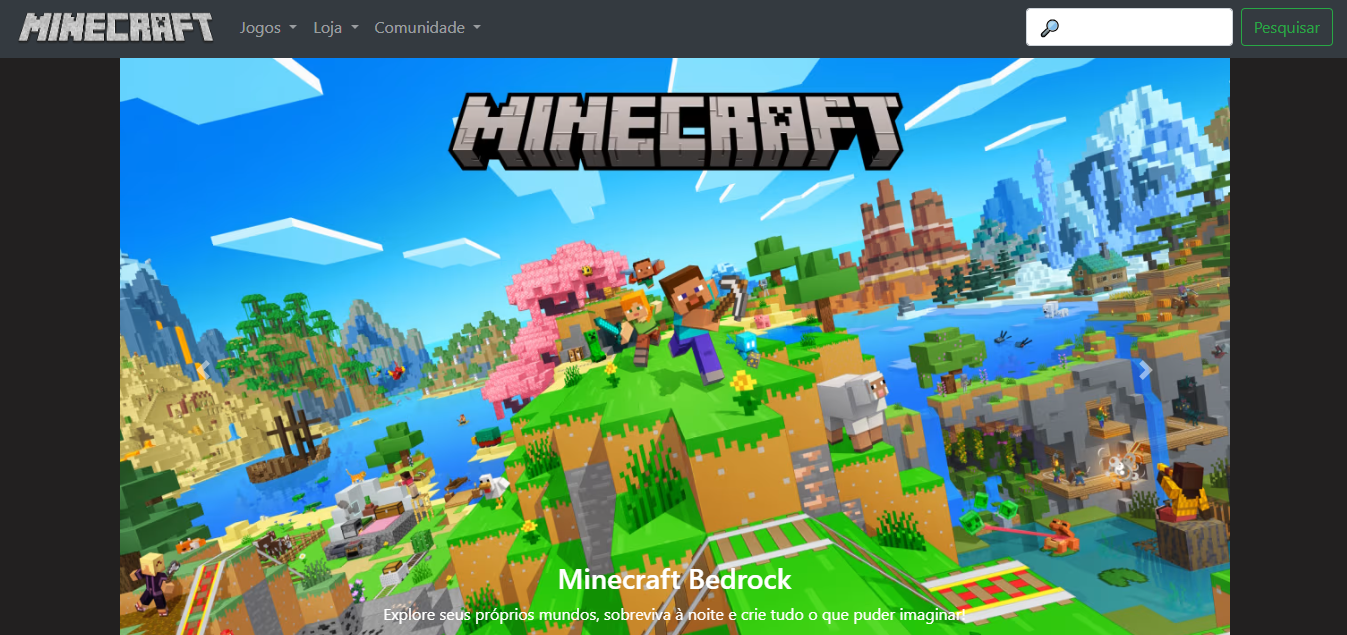 MINECRAFT
Jogos
Loja
Comunidade
Pesquisar
MINECRAFT
Minecraft Bedrock
Explore seus próprios mundos, sobreviva à noite e crie tudo o que puder imaginar!